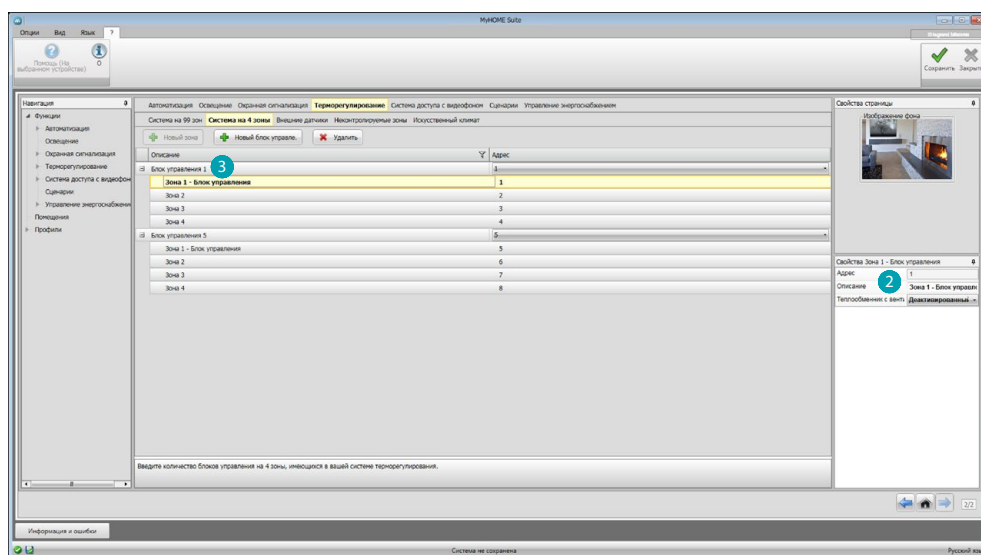 MyHOME Suite
Опции Вид Язык ?
Помощь (На выбранном устройстве) О
Сохранить Закрыть
Навигация
Функции
Автоматизация
Освещение
Охранная сигнализация
Терморегулирование
Система доступа с видеофон
Сценарии
Управление энергоснабжени
Помещения
Профили
Автоматизация Освещение Охранная сигнализация Терморегулирование Система доступа с видеофоном Сценарии Управление энергоснабжением
Система на 99 зон Система на 4 зоны Внешние датчики Неконтролируемые зоны Искусственный климат
Новый зона Новый блок управле. Удалить
Описание Адрес
Блок управления 1 3 1
Зона 1 - Блок управления 1
Зона 2 2
Зона 3 3
Зона 4 4
Блок управления 5 5
Зона 1 - Блок управления 5
Зона 2 6
Зона 3 7
Зона 4 8
Введите количество блоков управления на 4 зоны, имеющихся в вашей системе терморегулирования.
Свойства страницы
Изображение фона
Свойства Зона 1 - Блок управления
Адрес 1
2
Описание Зона 1 - Блок управле
Теплообменник с венти Деактивированный
2/2
Информация и ошибки
Система не сохранена
Русский язы